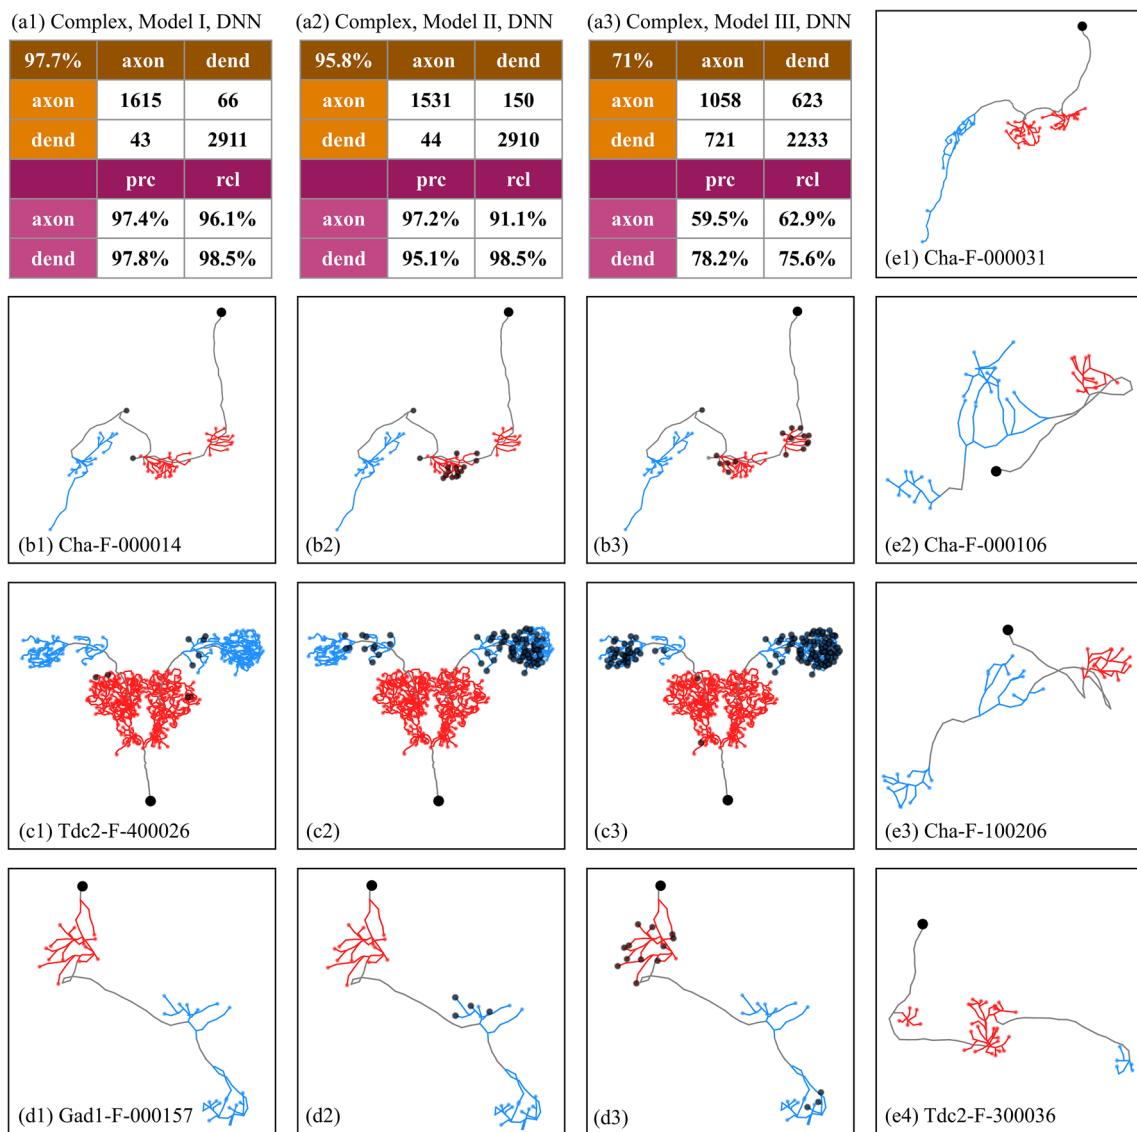 (a1) Complex, Model I, DNN
97.7% axon dend
axon 1615 66
dend 43 2911
prc rcl
axon 97.4% 96.1%
dend 97.8% 98.5%
(a2) Complex, Model II, DNN
95.8% axon dend
axon 1531 150
dend 44 2910
prc rcl
axon 97.2% 91.1%
dend 95.1% 98.5%
(a3) Complex, Model III, DNN
71% axon dend
axon 1058 623
dend 721 2233
prc rcl
axon 59.5% 62.9%
dend 78.2% 75.6%
(e1) Cha-F-000031
(b1) Cha-F-000014
(b2)
(b3)
(e2) Cha-F-000106
(c1) Tdc2-F-400026
(c2)
(c3)
(e3) Cha-F-100206
(d1) Gad1-F-000157
(d2)
(d3)
(e4) Tdc2-F-300036